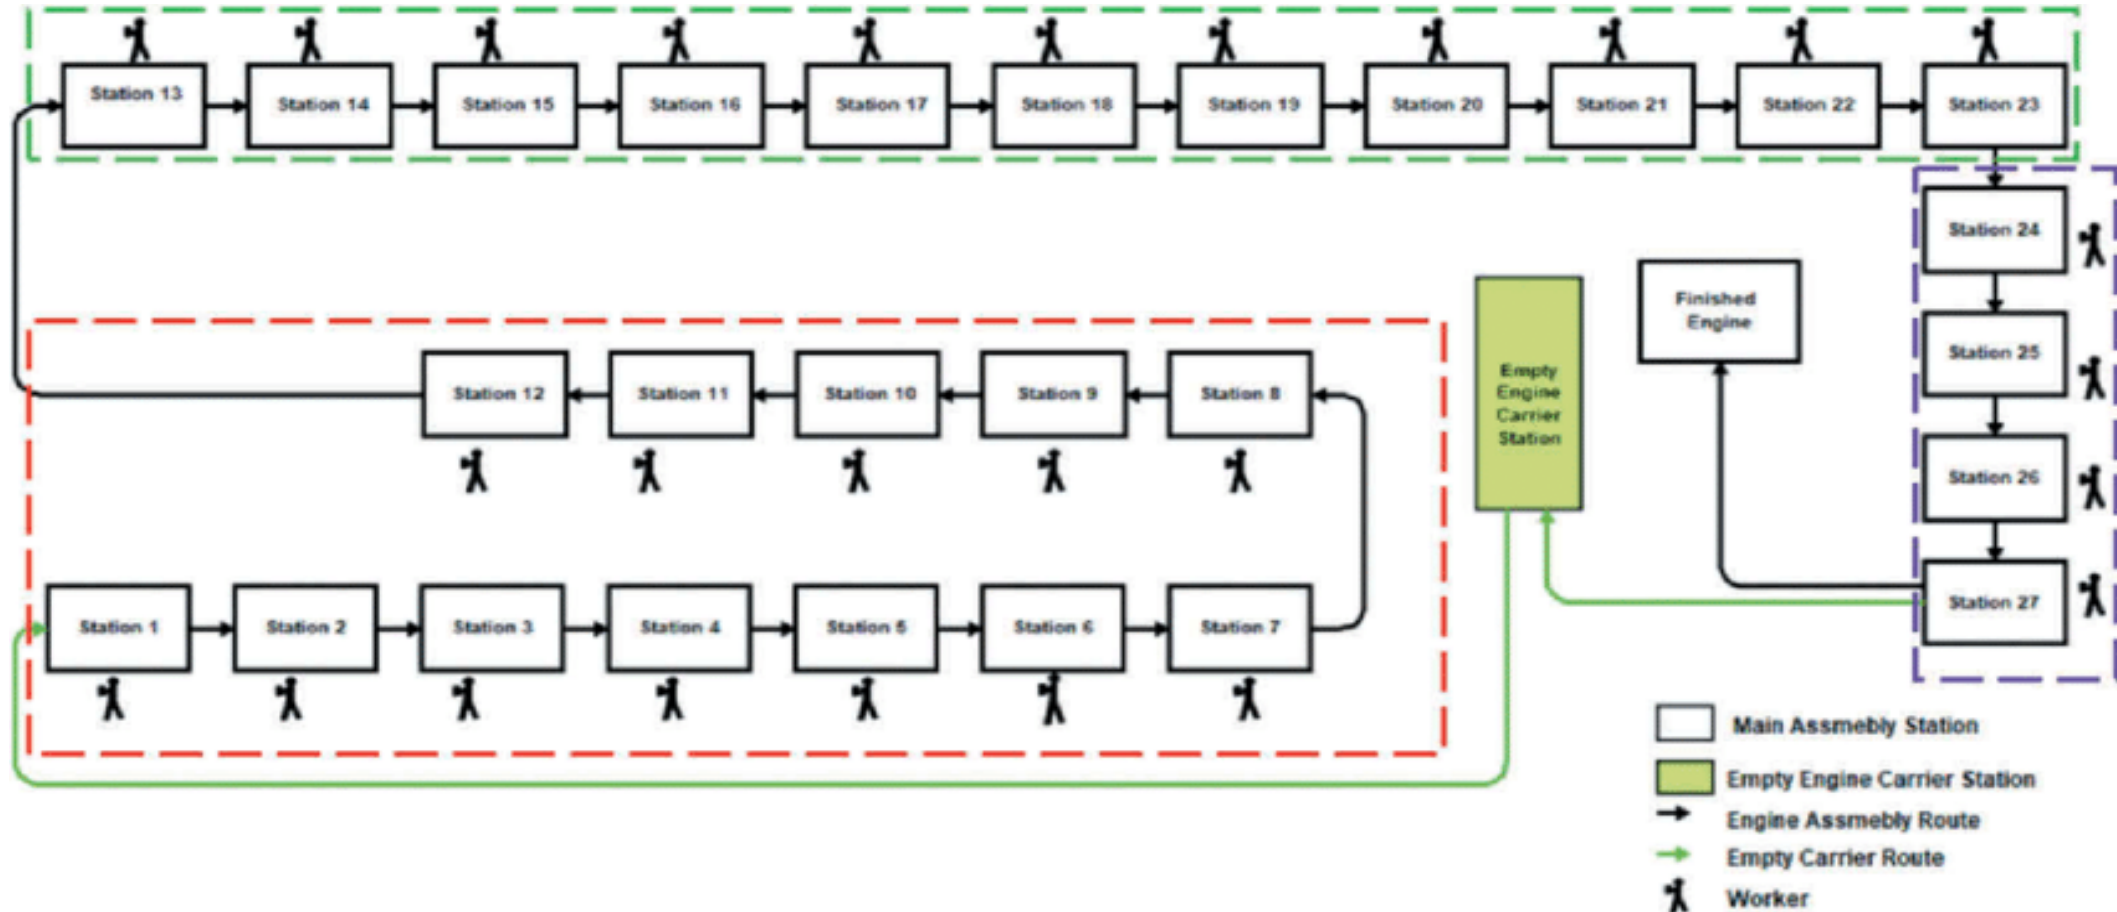 Station 13
Station 14
Station 15
Station 16
Station 17
Station 18
Station 19
Station 20
Station 21
Station 22
Station 23
Station 24
Station 25
Station 26
Station 27
Finished
Engine
Empty
Engine
Carrier
Station
Station 12
Station 11
Station 10
Station 9
Station 8
Station 1
Station 2
Station 3
Station 4
Station 5
Station 6
Station 7
Main Assmebly Station
Empty Engine Carrier Station
Engine Assmebly Route
Empty Carrier Route
Worker